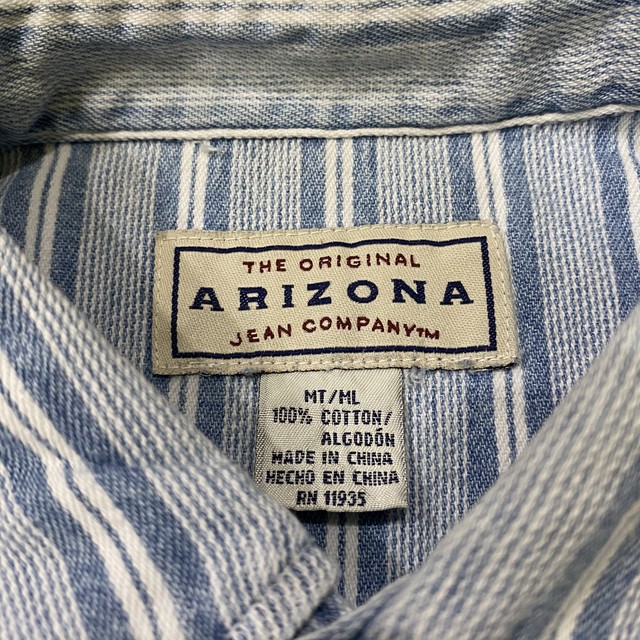 THE ORIGINAL
ARIZONA
JEAN COMPANY™
MT/ML
100% COTTON/
ALGODÓN
MADE IN CHINA
HECHO EN CHINA
RN 11935